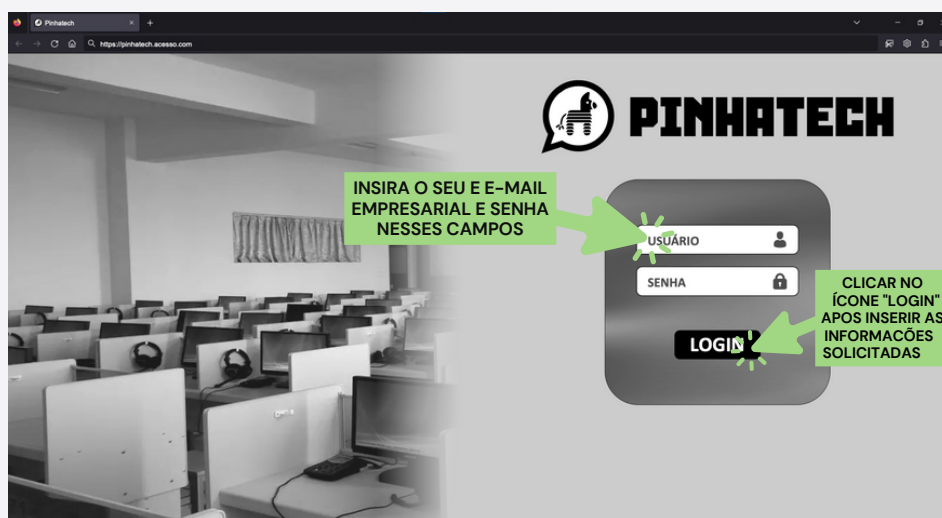 Pinhatech
https://pinhatech.acesso.com
PINHATECH
INSIRA O SEU E E-MAIL
EMPRESARIAL E SENHA
NESSES CAMPOS
USUÁRIO
SENHA
LOGIN
CLICAR NO
ÍCONE "LOGIN"
APOS INSERIR AS
INFORMACÕES
SOLICITADAS